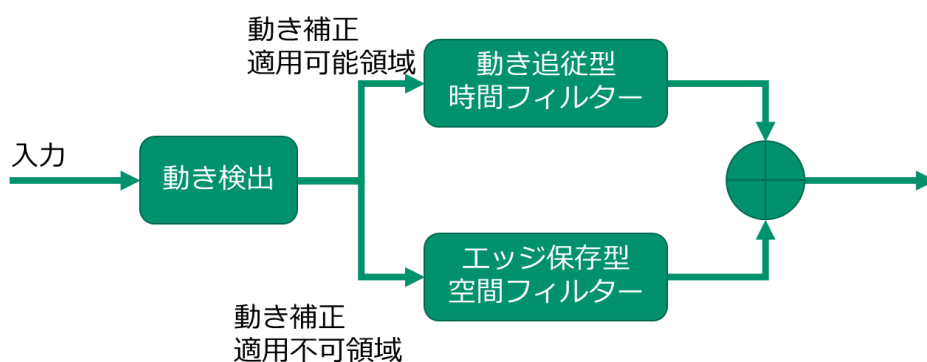 動き補正
適用可能領域
動き追従型
時間フィルター
入力
動き検出
エッジ保存型
空間フィルター
動き補正
適用不可領域